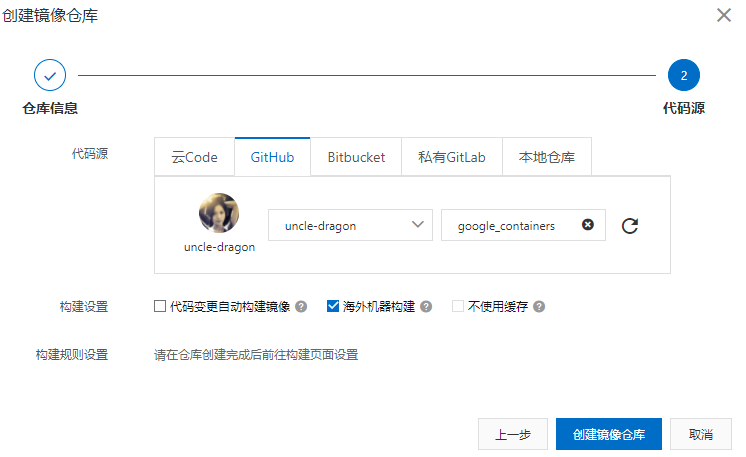 创建镜像仓库
2
仓库信息
代码源
代码源
云Code
GitHub
Bitbucket
私有GitLab
本地仓库
uncle-dragon
google_containers
uncle-dragon
构建设置
代码变更自动构建镜像 ?
海外机器构建 ?
不使用缓存 ?
构建规则设置
请在仓库创建完成后前往构建页面设置
上一步
创建镜像仓库
取消